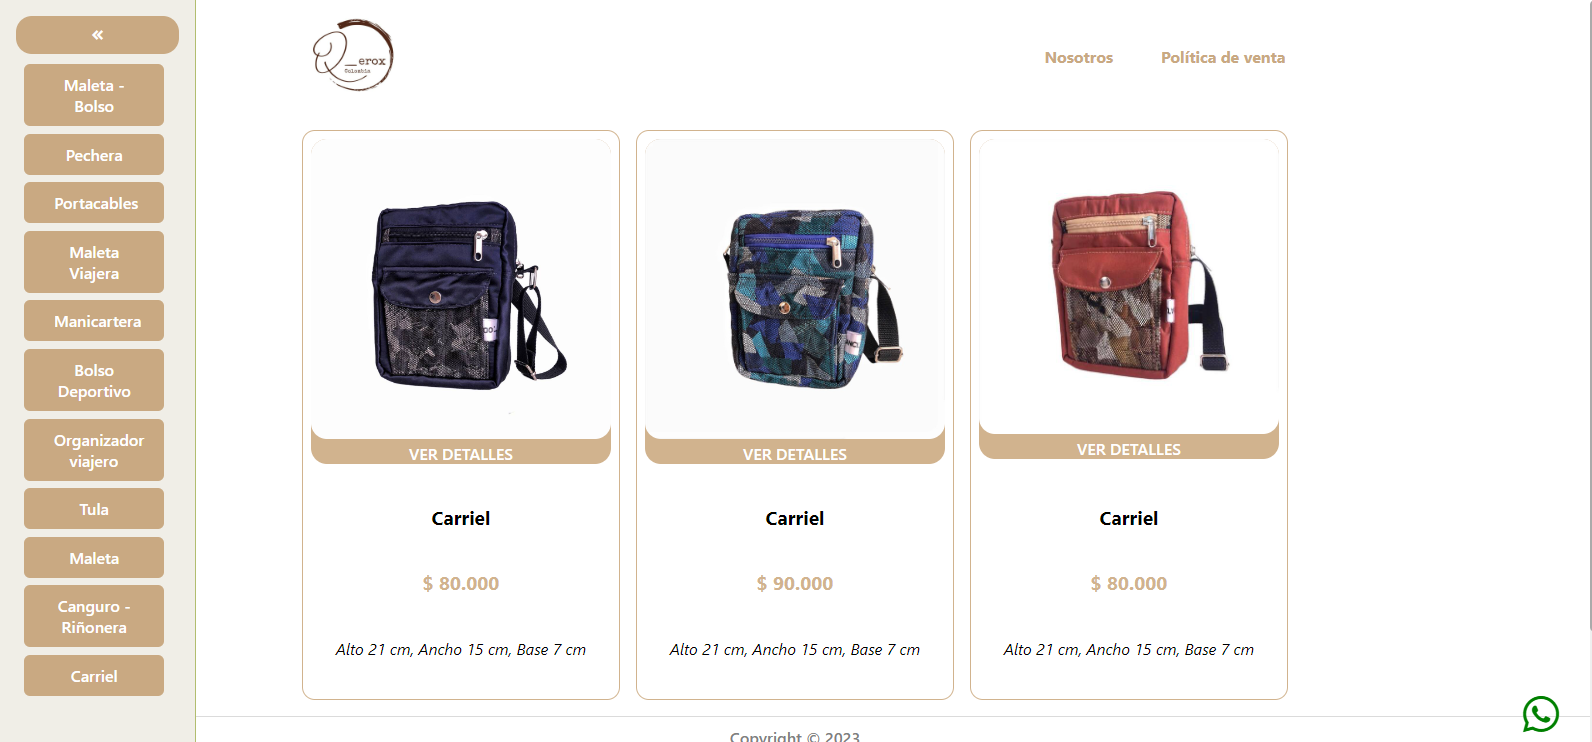 «
Maleta -
Bolso
Pechera
Portacables
Maleta
Viajera
Manicartera
Bolso
Deportivo
Organizador
viajero
Tula
Maleta
Canguro -
Riñonera
Carriel
Q_erox
Colombia
Nosotros
Política de venta
VER DETALLES
Carriel
$ 80.000
Alto 21 cm, Ancho 15 cm, Base 7 cm
VER DETALLES
Carriel
$ 90.000
Alto 21 cm, Ancho 15 cm, Base 7 cm
VER DETALLES
Carriel
$ 80.000
Alto 21 cm, Ancho 15 cm, Base 7 cm
Copyright © 2023